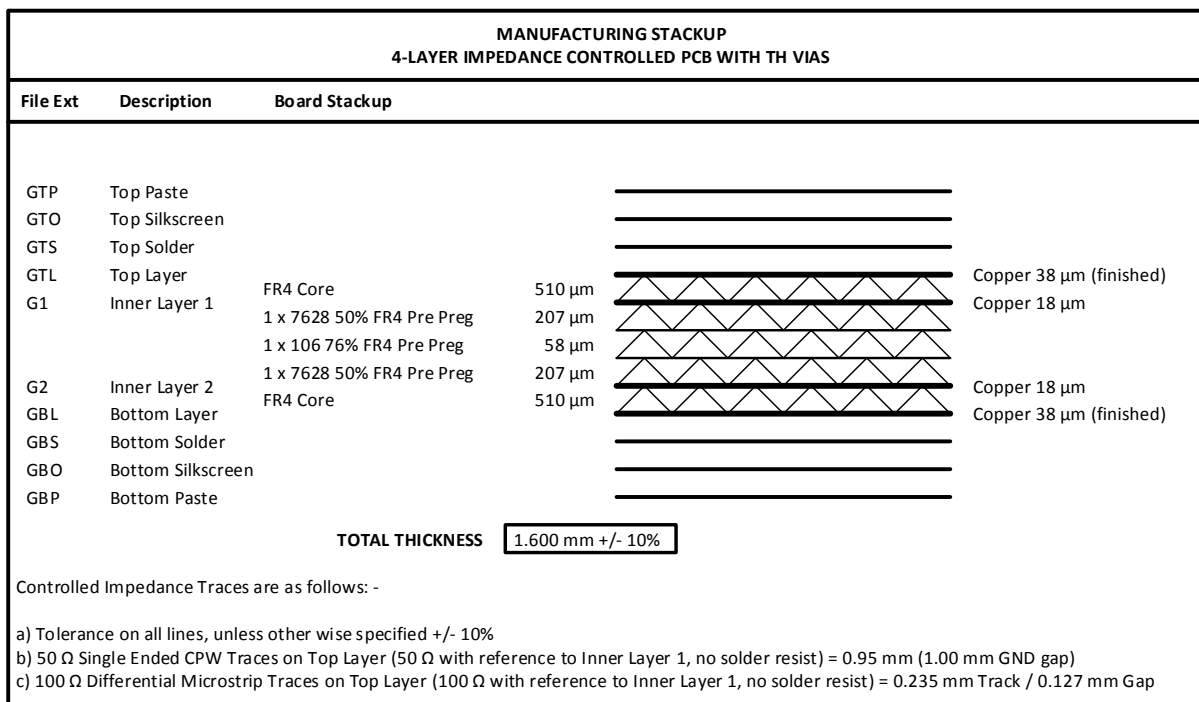 MANUFACTURING STACKUP
4-LAYER IMPEDANCE CONTROLLED PCB WITH TH VIAS
File Ext Description Board Stackup
GTP Top Paste
GTO Top Silkscreen
GTS Top Solder
GTL Top Layer Copper 38 µm (finished)
FR4 Core 510 µm
G1 Inner Layer 1 Copper 18 µm
1 x 7628 50% FR4 Pre Preg 207 µm
1 x 106 76% FR4 Pre Preg 58 µm
1 x 7628 50% FR4 Pre Preg 207 µm
G2 Inner Layer 2 Copper 18 µm
FR4 Core 510 µm
GBL Bottom Layer Copper 38 µm (finished)
GBS Bottom Solder
GBO Bottom Silkscreen
GBP Bottom Paste
TOTAL THICKNESS 1.600 mm +/- 10%
Controlled Impedance Traces are as follows: -
a) Tolerance on all lines, unless other wise specified +/- 10%
b) 50 Ω Single Ended CPW Traces on Top Layer (50 Ω with reference to Inner Layer 1, no solder resist) = 0.95 mm (1.00 mm GND gap)
c) 100 Ω Differential Microstrip Traces on Top Layer (100 Ω with reference to Inner Layer 1, no solder resist) = 0.235 mm Track / 0.127 mm Gap